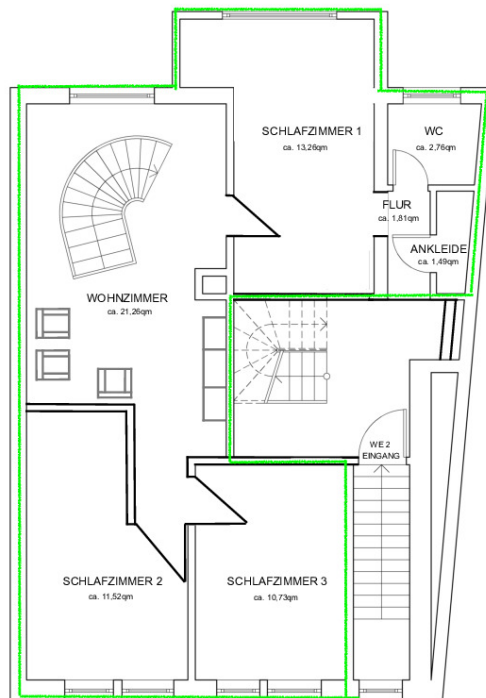 SCHLAFZIMMER 1
ca. 13,26qm
WC
ca. 2,76qm
FLUR
ca. 1,81qm
ANKLEIDE
ca. 1,49qm
WOHNZIMMER
ca. 21,26qm
WE 2
EINGANG
SCHLAFZIMMER 2
ca. 11,52qm
SCHLAFZIMMER 3
ca. 10,73qm